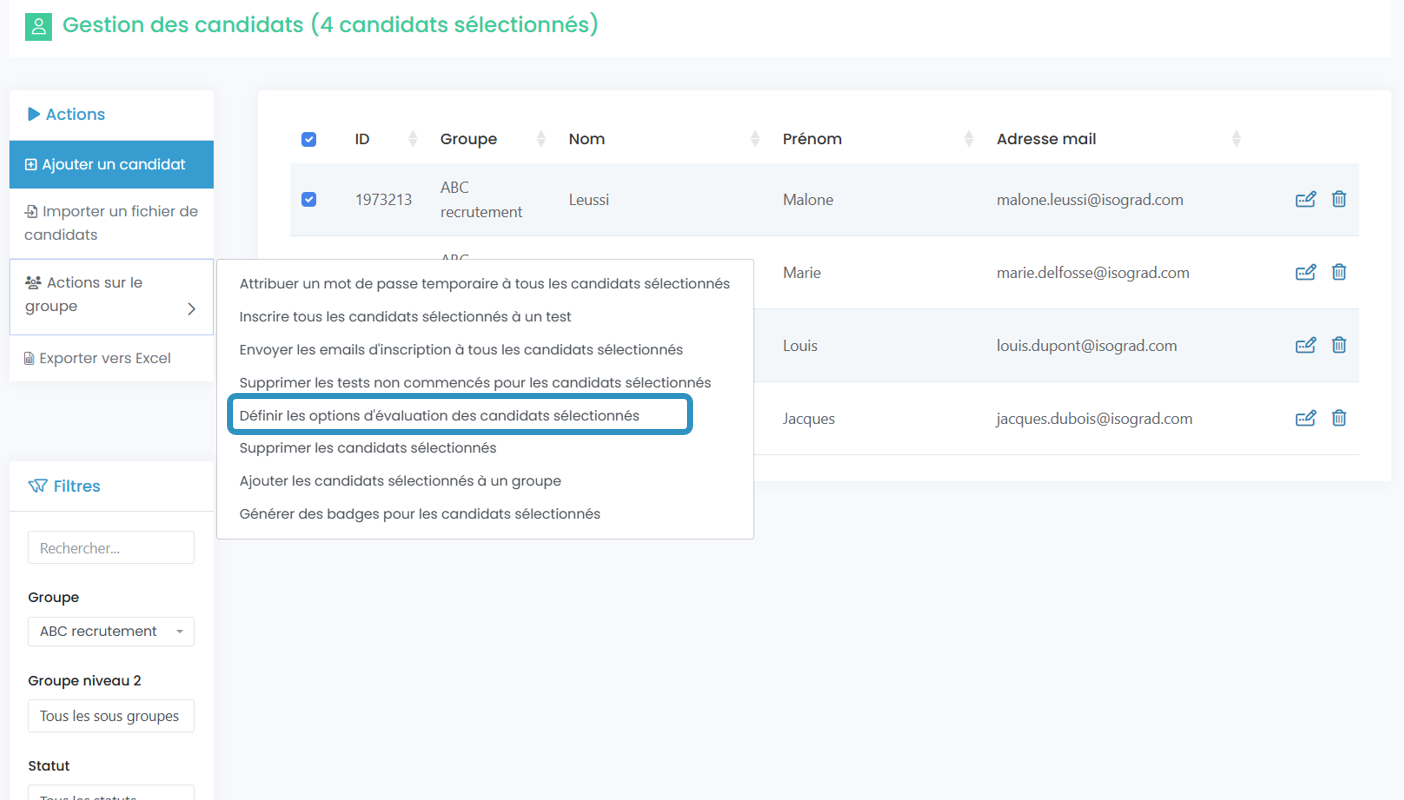 Gestion des candidats (4 candidats sélectionnés)
Actions
Ajouter un candidat
Importer un fichier de
candidats
Actions sur le
groupe
Exporter vers Excel
ID Groupe Nom Prénom Adresse mail
1973213 ABC
recrutement Leussi Malone malone.leussi@isograd.com
ABC
Marie marie.delfosse@isograd.com
Louis louis.dupont@isograd.com
Jacques jacques.dubois@isograd.com
Attribuer un mot de passe temporaire à tous les candidats sélectionnés
Inscrire tous les candidats sélectionnés à un test
Envoyer les emails d'inscription à tous les candidats sélectionnés
Supprimer les tests non commencés pour les candidats sélectionnés
Définir les options d'évaluation des candidats sélectionnés
Supprimer les candidats sélectionnés
Ajouter les candidats sélectionnés à un groupe
Générer des badges pour les candidats sélectionnés
Filtres
Rechercher...
Groupe
ABC recrutement
Groupe niveau 2
Tous les sous groupes
Statut
Tous les statuts